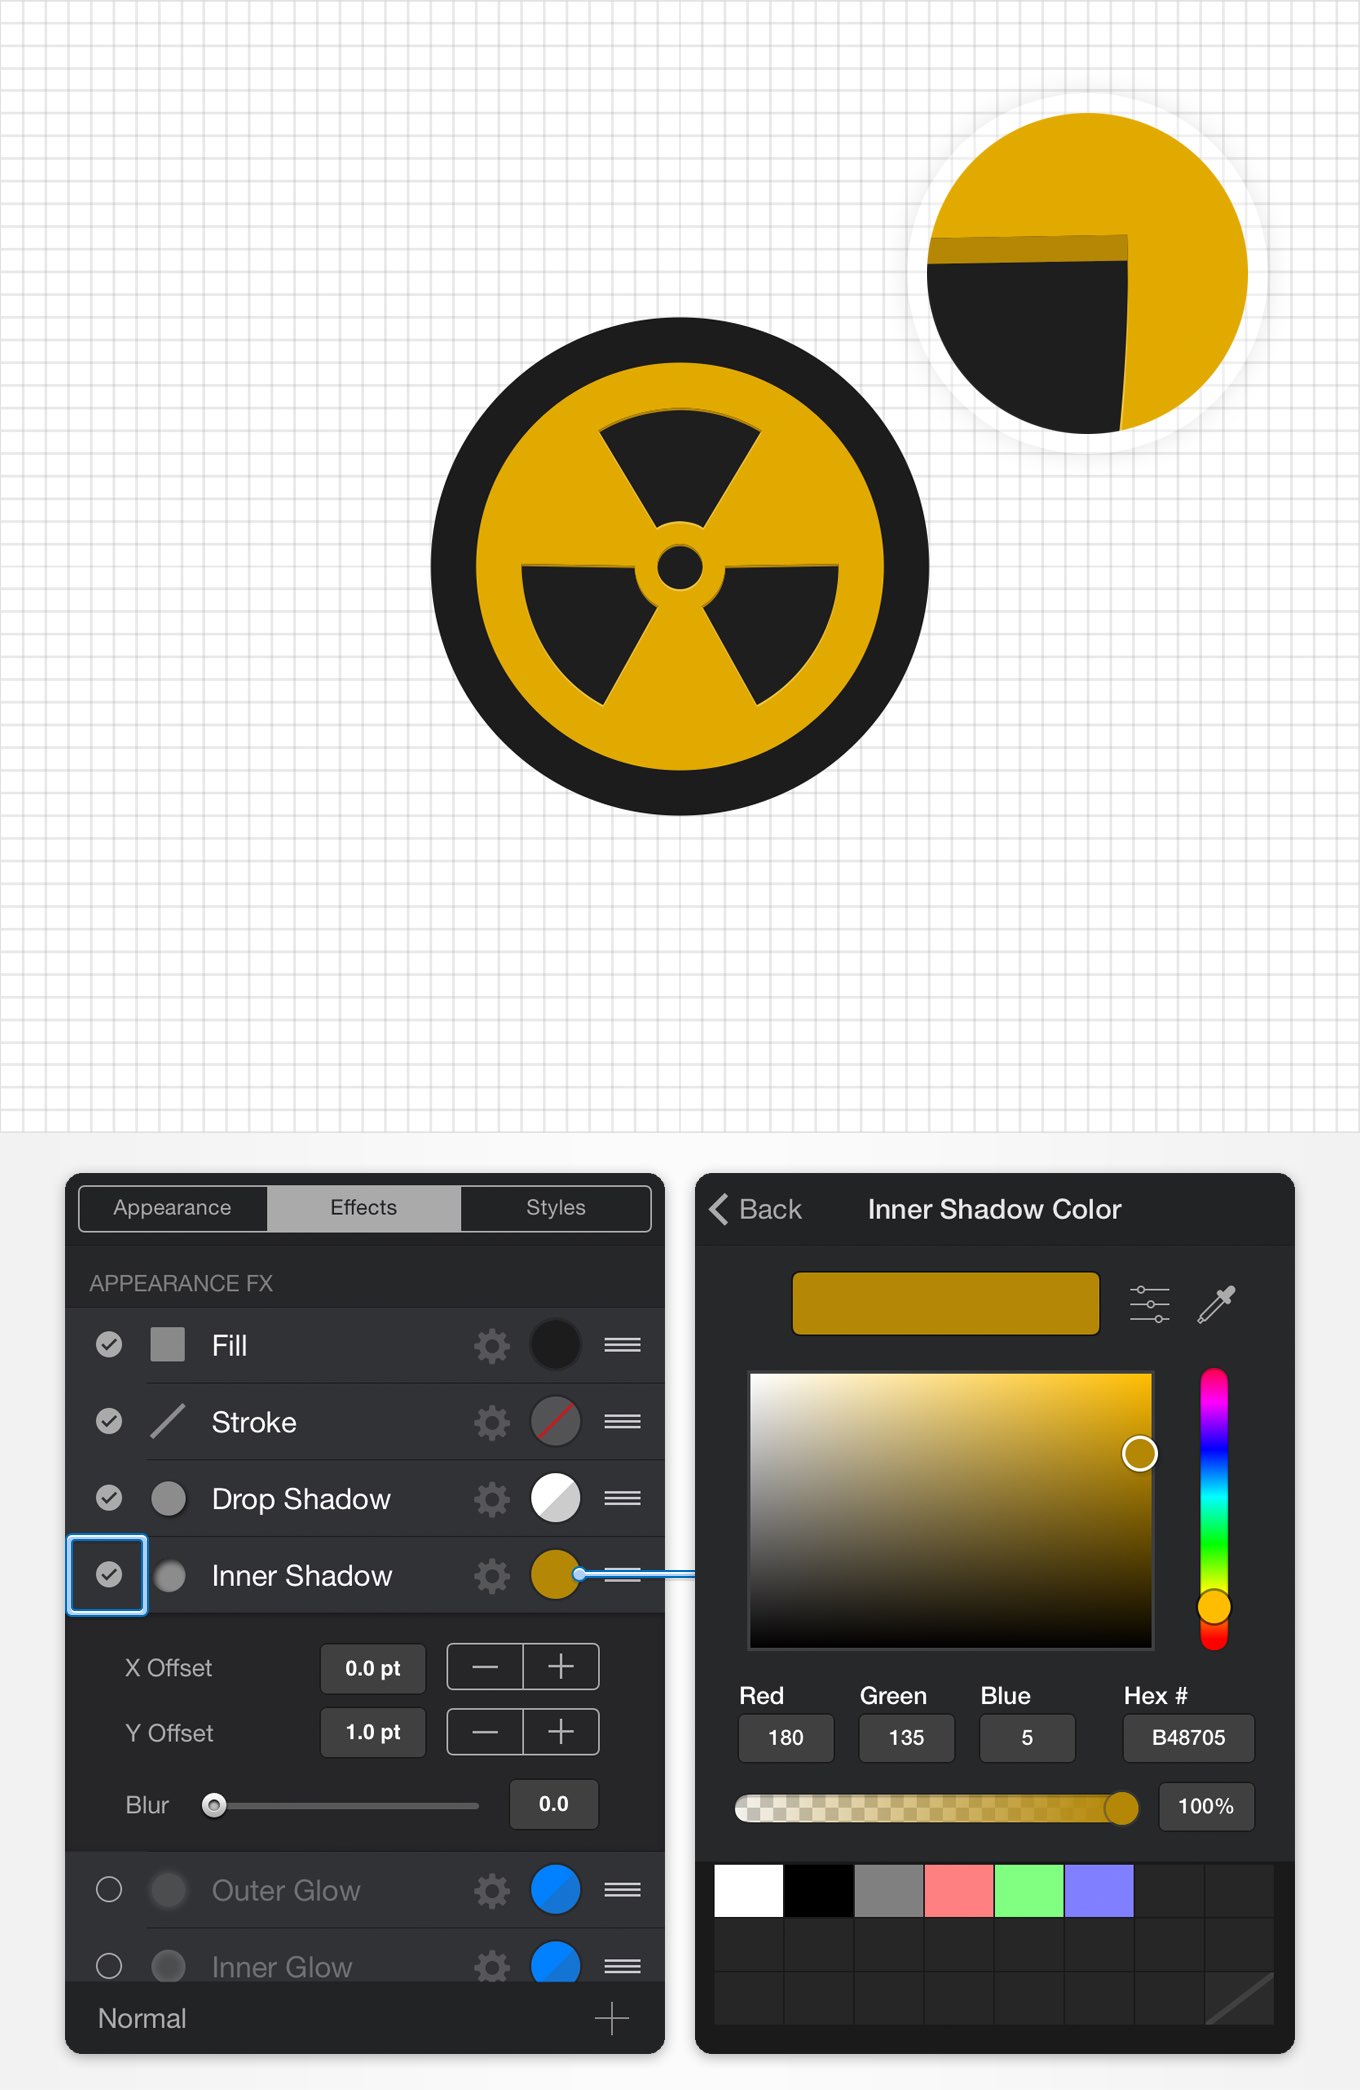 Appearance Effects Styles
APPEARANCE FX
Fill
Stroke
Drop Shadow
Inner Shadow
X Offset 0.0 pt
Y Offset 1.0 pt
Blur 0.0
Outer Glow
Inner Glow
Normal
Back Inner Shadow Color
Red Green Blue Hex #
180 135 5 B48705
100%